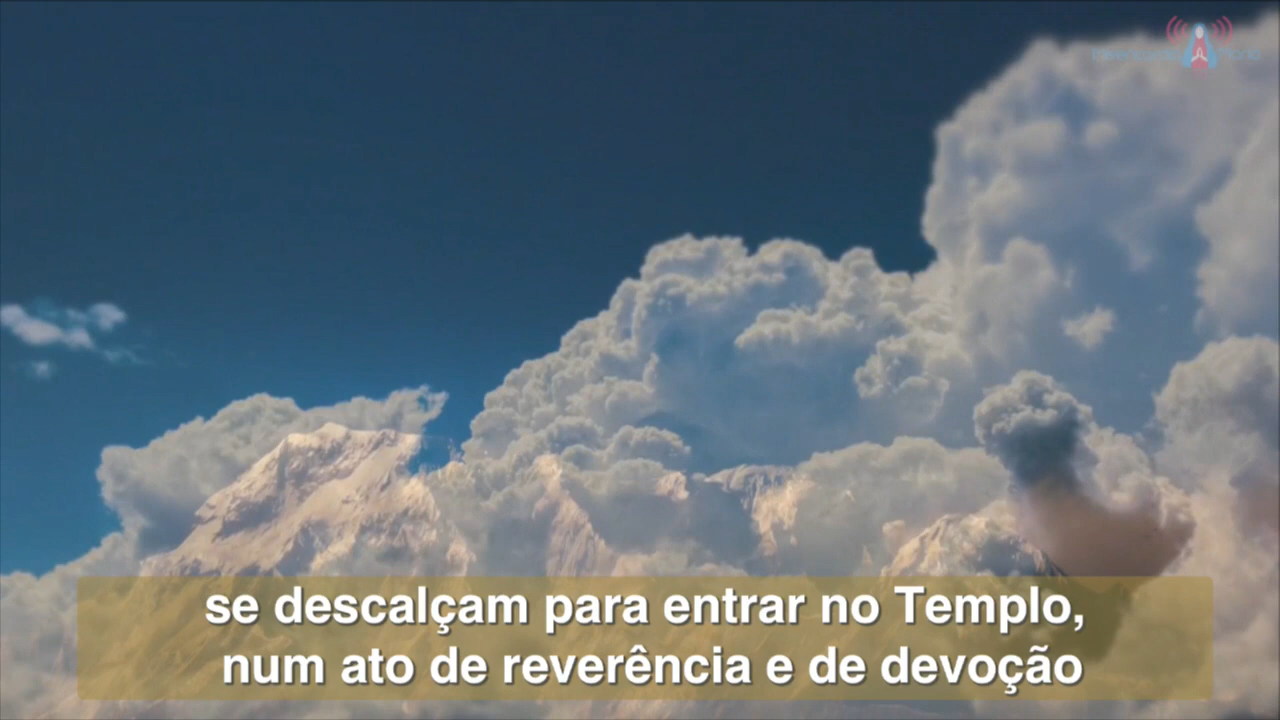 se descalçam para entrar no Templo,
num ato de reverência e de devoção